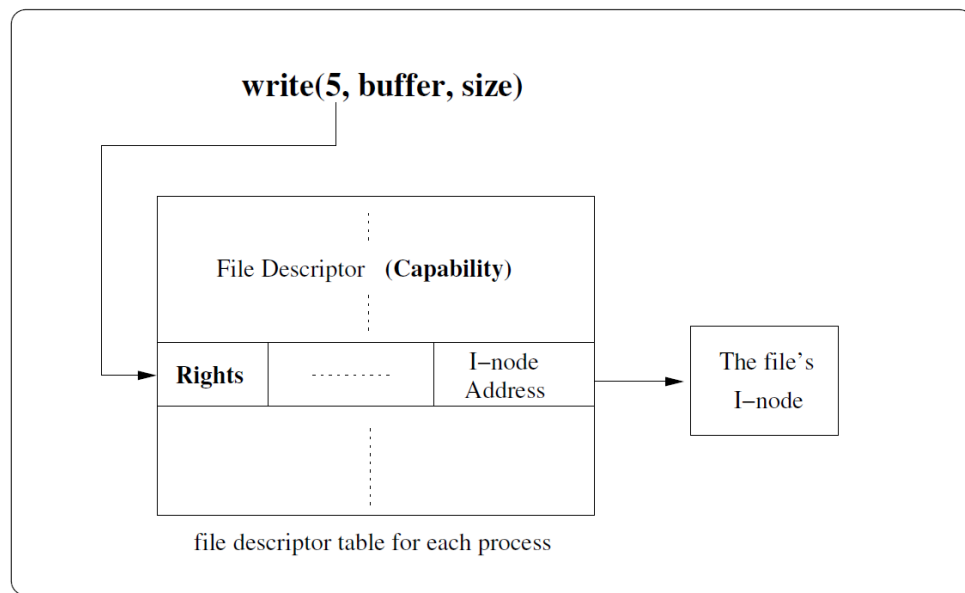 write(5, buffer, size)
File Descriptor (Capability)
Rights
I−node
Address
The file's
I−node
file descriptor table for each process